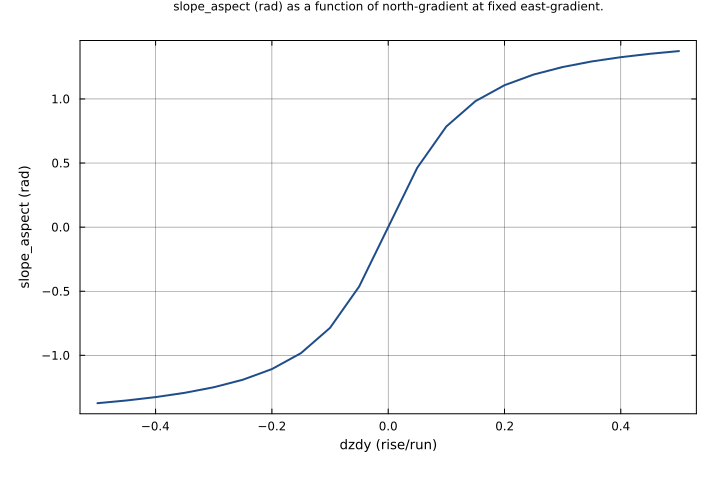 slope_aspect (rad) as a function of north-gradient at fixed east-gradient.
1.0
0.5
0.0
−0.5
−1.0
slope_aspect (rad)
−0.4 −0.2 0.0 0.2 0.4
dzdy (rise/run)